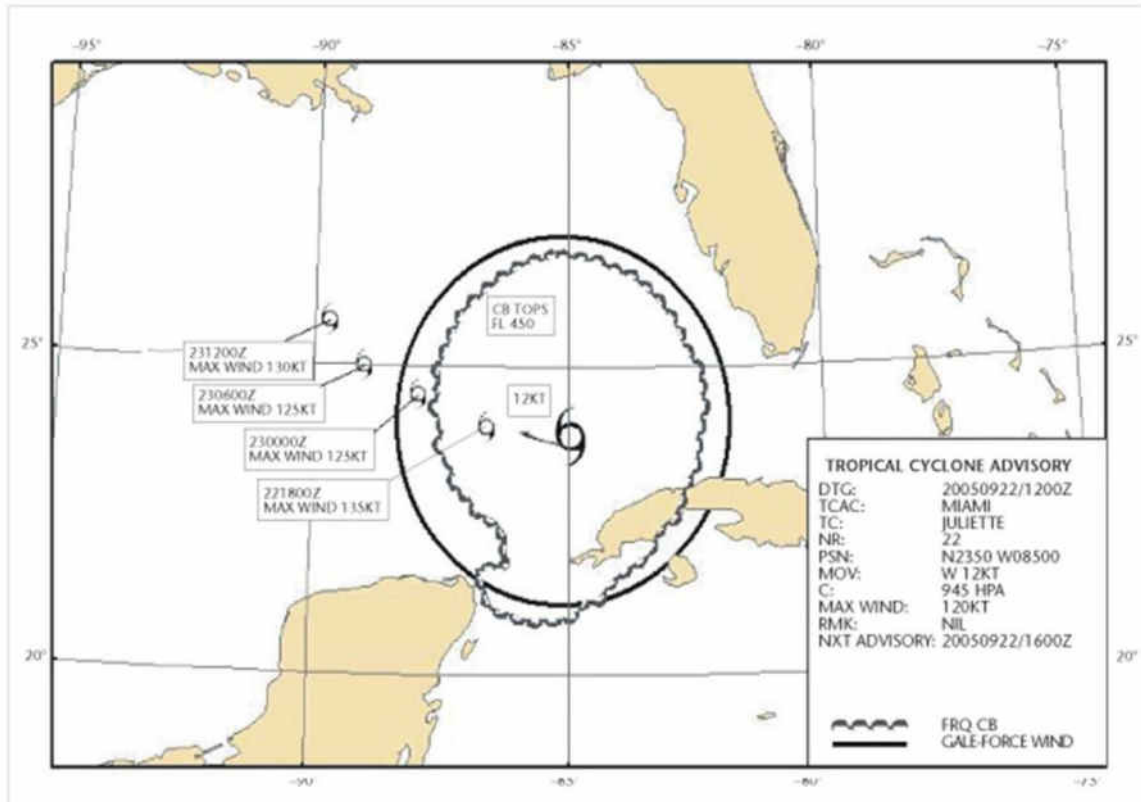 -95°
-90°
-85°
-80°
-75°
CB TOPS
FL 450
25°
25°
231200Z
MAX WIND 130KT
230600Z
MAX WIND 125KT
12KT
230000Z
MAX WIND 125KT
221800Z
MAX WIND 135KT
TROPICAL CYCLONE ADVISORY
DTG: 20050922/1200Z
TCAC: MIAMI
TC: JULIETTE
NR: 22
PSN: N2350 W08500
MOV: W 12KT
C: 945 HPA
MAX WIND: 120KT
RMK: NIL
NXT ADVISORY: 20050922/1600Z
20°
20°
FRQ CB
GALE-FORCE WIND
-90°
-85°
-80°
-75°